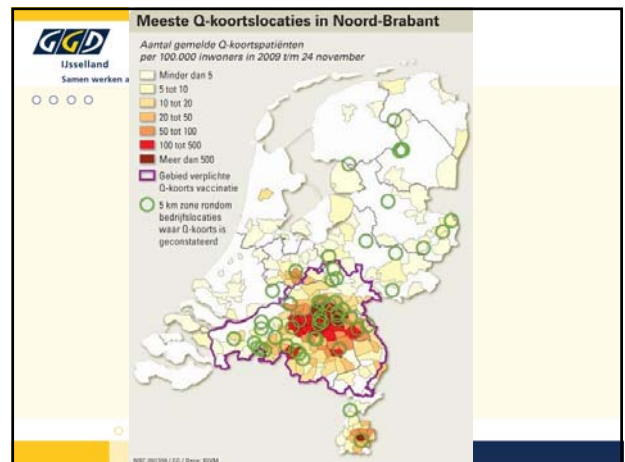 Meeste Q-koortslocaties in Noord-Brabant
GGD
IJsselland
Samen werken a
Aantal gemelde Q-koortspatiënten
per 100.000 inwoners in 2009 t/m 24 november
Minder dan 5
5 tot 10
10 tot 20
20 tot 50
50 tot 100
100 tot 500
Meer dan 500
Gebied verplichte
Q-koorts vaccinatie
5 km zone rondom
bedrijfslocaties
waar Q-koorts is
geconstateerd